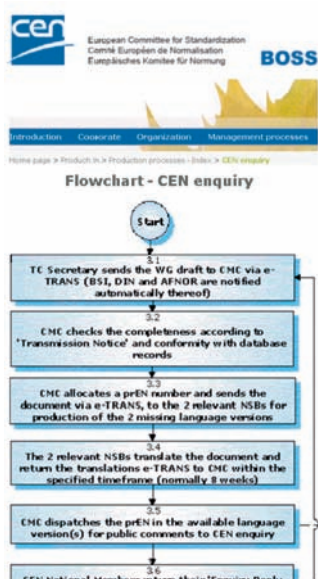 cen
European Committee for Standardization
Comité Européen de Normalisation
Europäisches Komitee für Normung
BOSS
Introduction Corporate Organization Management processes
Home page > Products in > Production processes - Index > CEN enquiry
Flowchart - CEN enquiry
Start
3.1
TC Secretary sends the WG draft to CMC via e-
TRANS (BSI, DIN and AFNOR are notified
automatically thereof)
3.2
CMC checks the completeness according to
'Transmission Notice' and conformity with database
records
3.3
CMC allocates a prEN number and sends the
document via e-TRANS, to the 2 relevant NSBs for
production of the 2 missing language versions
3.4
The 2 relevant NSBs translate the document and
return the translations e-TRANS to CMC within the
specified timeframe (normally 8 weeks)
3.5
CMC dispatches the prEN in the available language
version(s) for public comments to CEN enquiry
3.6
CEN National Members return their